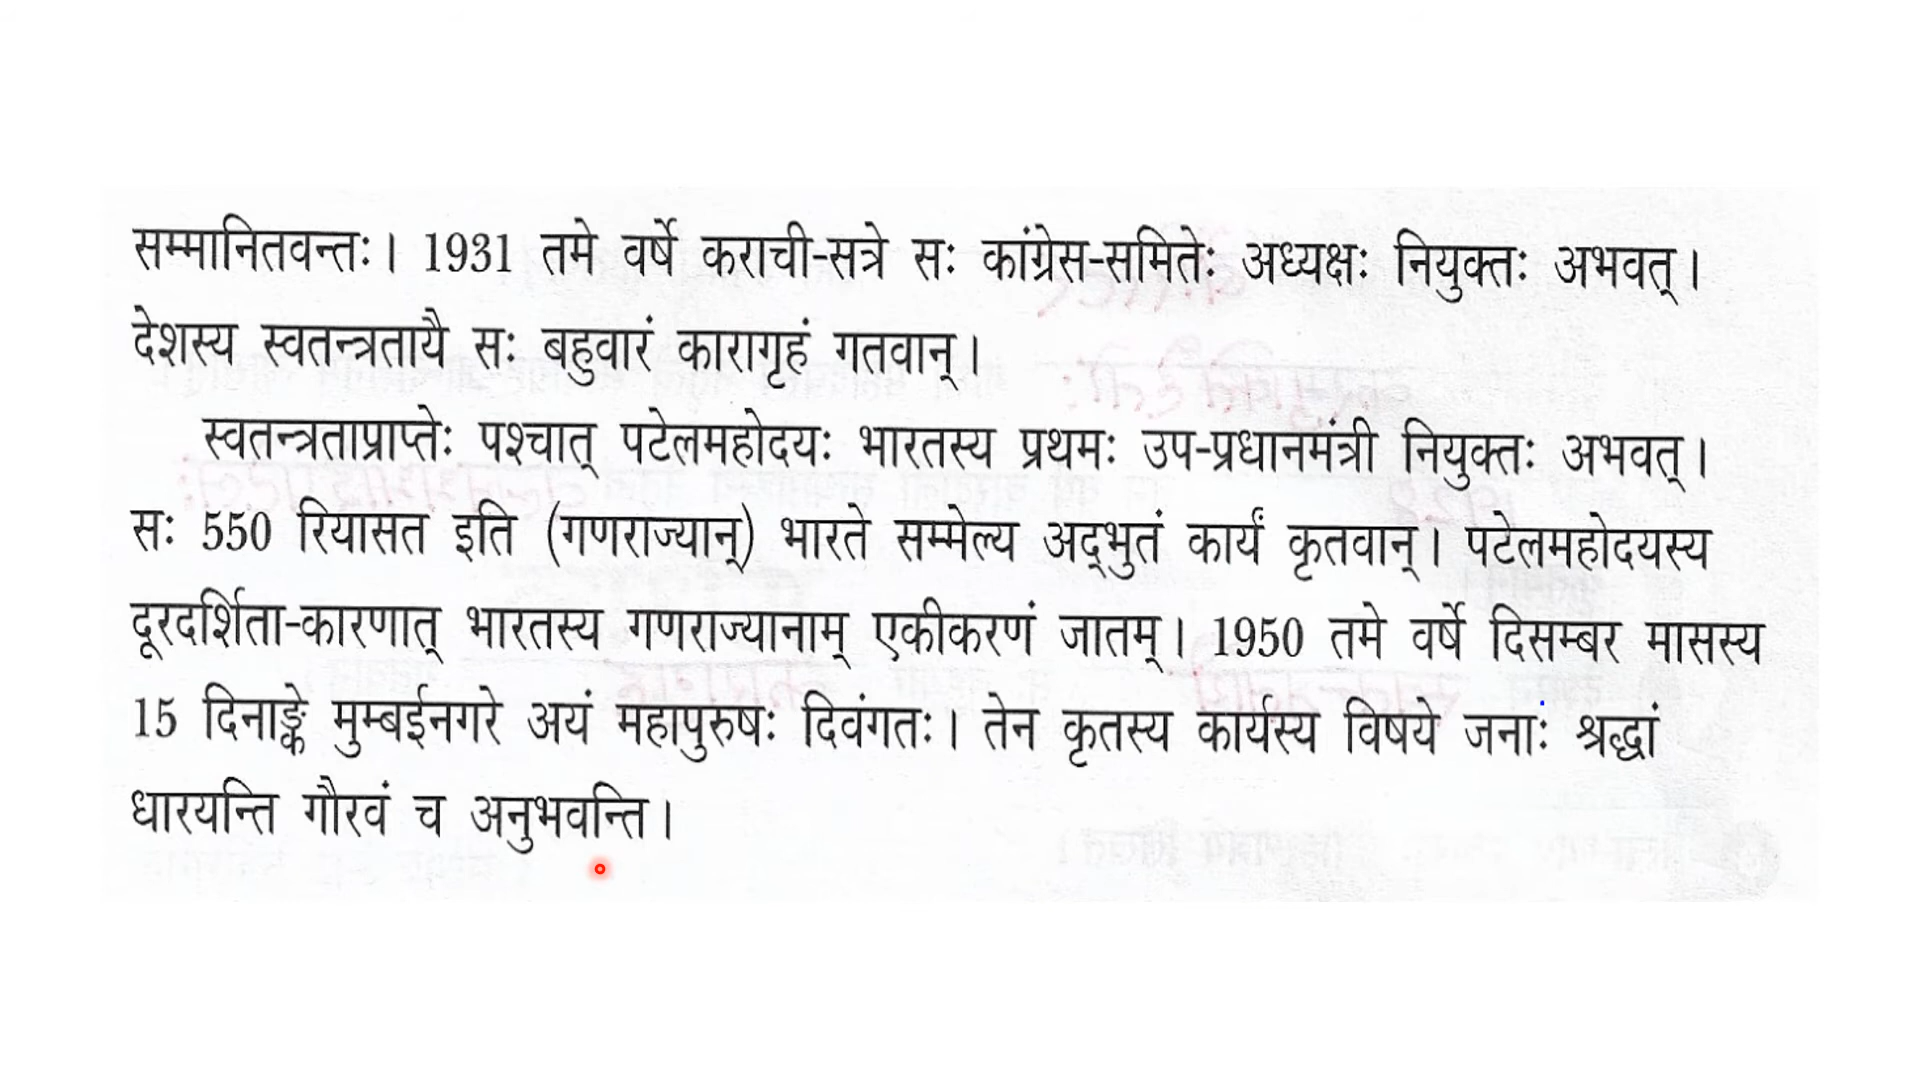 सम्मानितवन्तः। 1931 तमे वर्षे कराची-सत्रे सः कांग्रेस-समितेः अध्यक्षः नियुक्तः अभवत्।
देशस्य स्वतन्त्रतायै सः बहुवारं कारागृहं गतवान्।
स्वतन्त्रताप्राप्तेः पश्चात् पटेलमहोदयः भारतस्य प्रथमः उप-प्रधानमंत्री नियुक्तः अभवत्।
सः 550 रियासत इति (गणराज्यान्) भारते सम्मेल्य अद्‌भुतं कार्यं कृतवान्। पटेलमहोदयस्य
दूरदर्शिता-कारणात् भारतस्य गणराज्यानाम् एकीकरणं जातम्। 1950 तमे वर्षे दिसम्बर मासस्य
15 दिनाङ्के मुम्बईनगरे अयं महापुरुषः दिवंगतः। तेन कृतस्य कार्यस्य विषये जनाः श्रद्धां
धारयन्ति गौरवं च अनुभवन्ति।